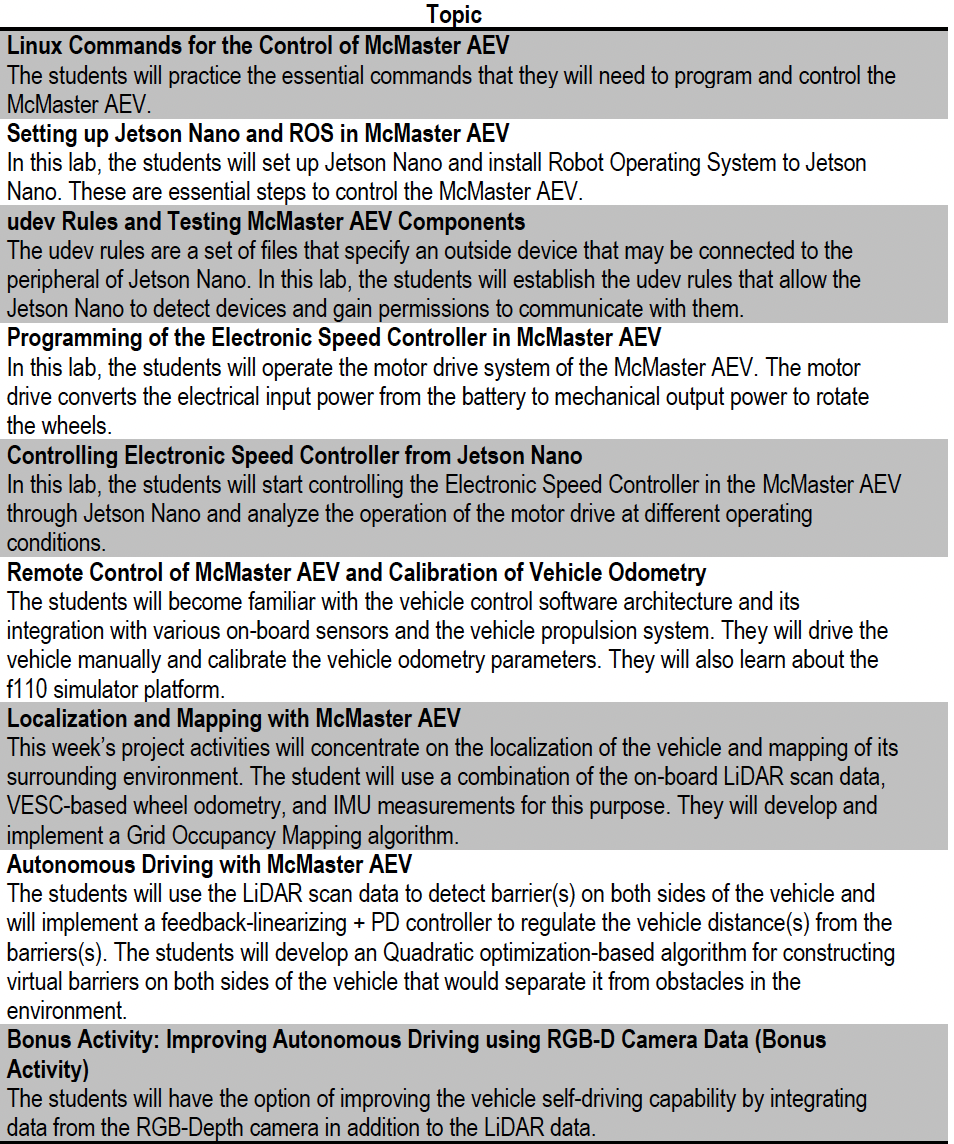 Topic
Linux Commands for the Control of McMaster AEV
The students will practice the essential commands that they will need to program and control the
McMaster AEV.
Setting up Jetson Nano and ROS in McMaster AEV
In this lab, the students will set up Jetson Nano and install Robot Operating System to Jetson
Nano. These are essential steps to control the McMaster AEV.
udev Rules and Testing McMaster AEV Components
The udev rules are a set of files that specify an outside device that may be connected to the
peripheral of Jetson Nano. In this lab, the students will establish the udev rules that allow the
Jetson Nano to detect devices and gain permissions to communicate with them.
Programming of the Electronic Speed Controller in McMaster AEV
In this lab, the students will operate the motor drive system of the McMaster AEV. The motor
drive converts the electrical input power from the battery to mechanical output power to rotate
the wheels.
Controlling Electronic Speed Controller from Jetson Nano
In this lab, the students will start controlling the Electronic Speed Controller in the McMaster AEV
through Jetson Nano and analyze the operation of the motor drive at different operating
conditions.
Remote Control of McMaster AEV and Calibration of Vehicle Odometry
The students will become familiar with the vehicle control software architecture and its
integration with various on-board sensors and the vehicle propulsion system. They will drive the
vehicle manually and calibrate the vehicle odometry parameters. They will also learn about the
f110 simulator platform.
Localization and Mapping with McMaster AEV
This week's project activities will concentrate on the localization of the vehicle and mapping of its
surrounding environment. The student will use a combination of the on-board LiDAR scan data,
VESC-based wheel odometry, and IMU measurements for this purpose. They will develop and
implement a Grid Occupancy Mapping algorithm.
Autonomous Driving with McMaster AEV
The students will use the LiDAR scan data to detect barrier(s) on both sides of the vehicle and
will implement a feedback-linearizing + PD controller to regulate the vehicle distance(s) from the
barriers(s). The students will develop an Quadratic optimization-based algorithm for constructing
virtual barriers on both sides of the vehicle that would separate it from obstacles in the
environment.
Bonus Activity: Improving Autonomous Driving using RGB-D Camera Data (Bonus
Activity)
The students will have the option of improving the vehicle self-driving capability by integrating
data from the RGB-Depth camera in addition to the LiDAR data.